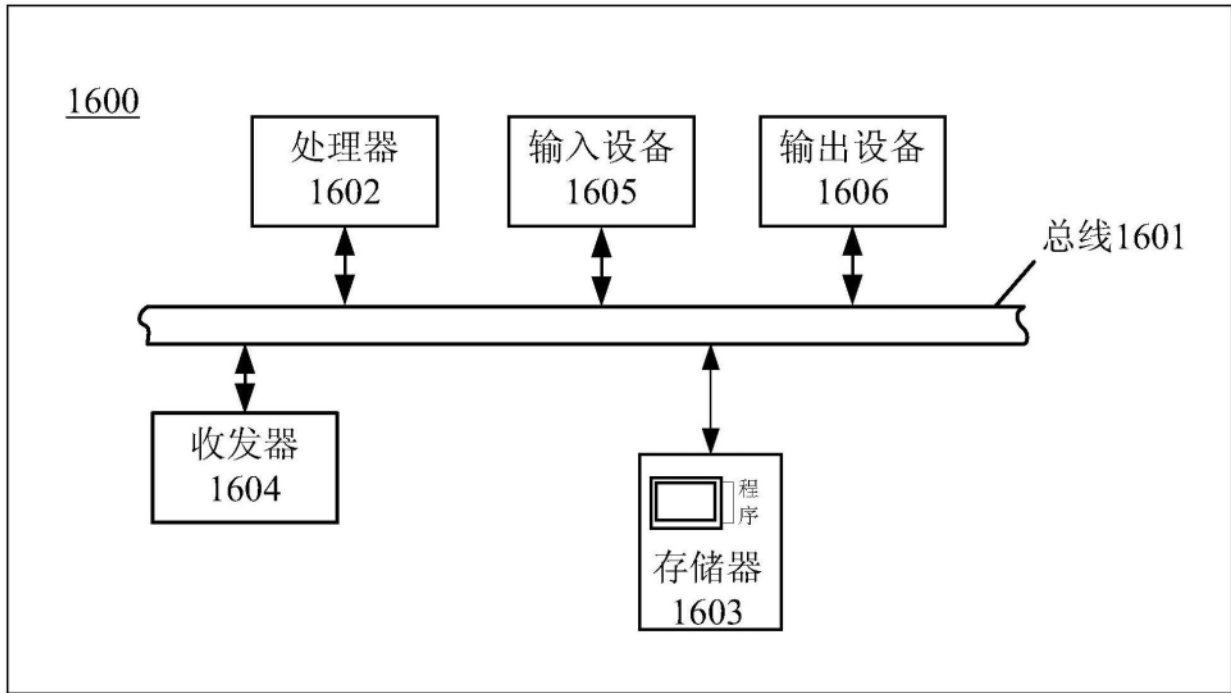 1600
处理器
1602
输入设备
1605
输出设备
1606
总线1601
收发器
1604
程
序
存储器
1603